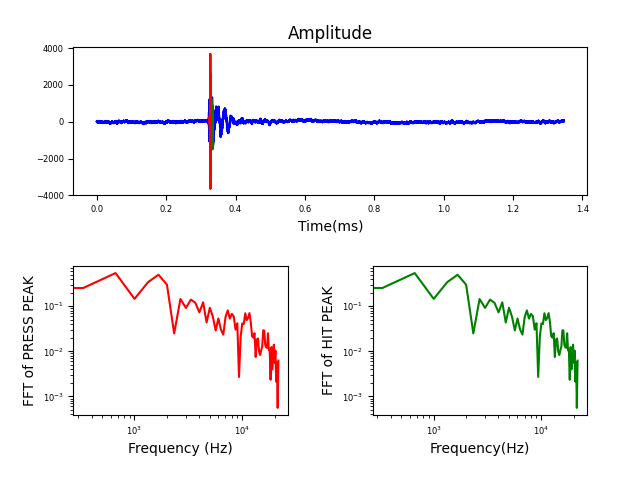 Amplitude
4000
2000
0
−2000
−4000
0.0 0.2 0.4 0.6 0.8 1.0 1.2 1.4
Time(ms)
FFT of PRESS PEAK
10⁻¹
10⁻²
10⁻³
10³ 10⁴
Frequency (Hz)
FFT of HIT PEAK
10⁻¹
10⁻²
10⁻³
10³ 10⁴
Frequency(Hz)